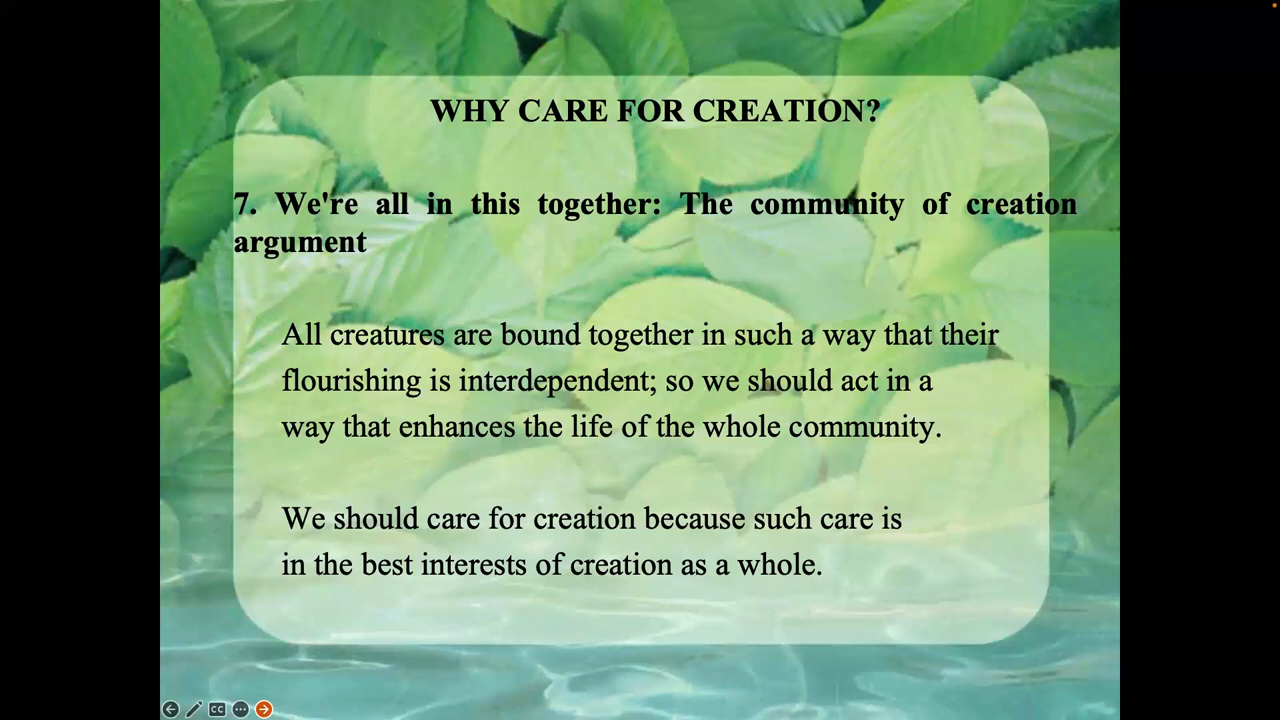 WHY CARE FOR CREATION?
7. We're all in this together: The community of creation
argument
All creatures are bound together in such a way that their
flourishing is interdependent; so we should act in a
way that enhances the life of the whole community.
We should care for creation because such care is
in the best interests of creation as a whole.
CC